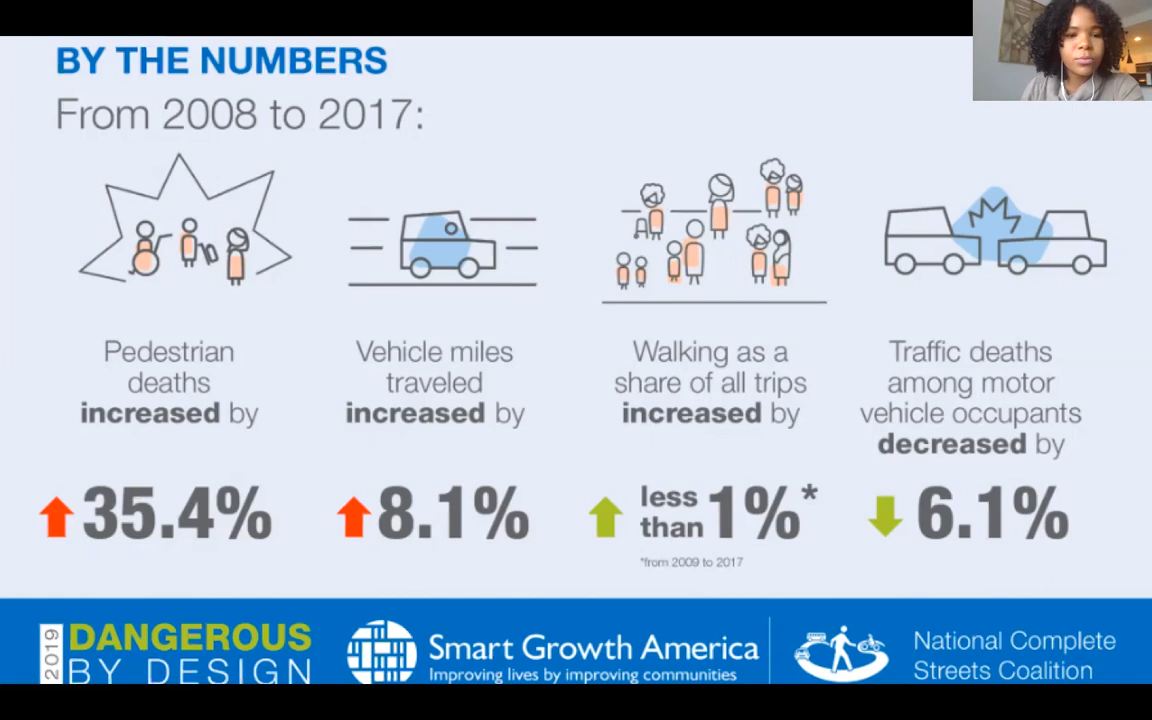 BY THE NUMBERS
From 2008 to 2017:
Pedestrian
deaths
increased by
35.4%
Vehicle miles
traveled
increased by
8.1%
Walking as a
share of all trips
increased by
less
than 1%*
*from 2009 to 2017
Traffic deaths
among motor
vehicle occupants
decreased by
6.1%
2019
DANGEROUS
BY DESIGN
Smart Growth America
Improving lives by improving communities
National Complete
Streets Coalition